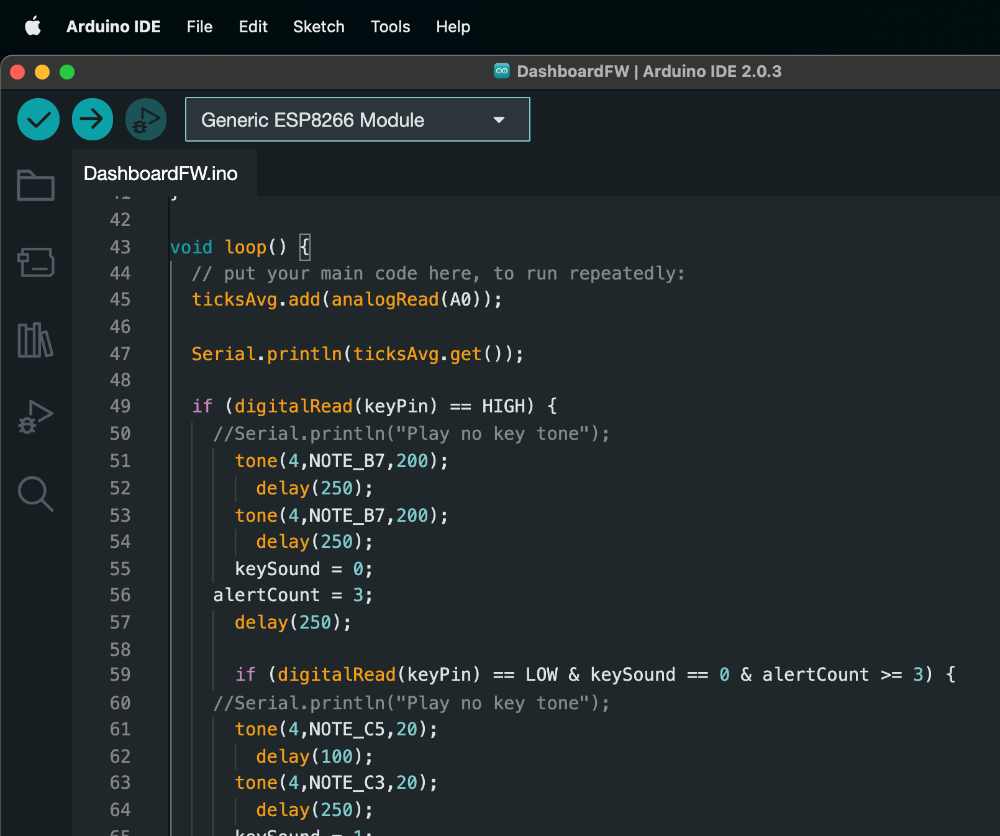 Arduino IDE File Edit Sketch Tools Help
DashboardFW | Arduino IDE 2.0.3
Generic ESP8266 Module
DashboardFW.ino
41 }
42
43 void loop() {
44 // put your main code here, to run repeatedly:
45 ticksAvg.add(analogRead(A0));
46
47 Serial.println(ticksAvg.get());
48
49 if (digitalRead(keyPin) == HIGH) {
50 //Serial.println("Play no key tone");
51 tone(4,NOTE_B7,200);
52 delay(250);
53 tone(4,NOTE_B7,200);
54 delay(250);
55 keySound = 0;
56 alertCount = 3;
57 delay(250);
58
59 if (digitalRead(keyPin) == LOW & keySound == 0 & alertCount >= 3) {
60 //Serial.println("Play no key tone");
61 tone(4,NOTE_C5,20);
62 delay(100);
63 tone(4,NOTE_C3,20);
64 delay(250);
65 keySound = 1;